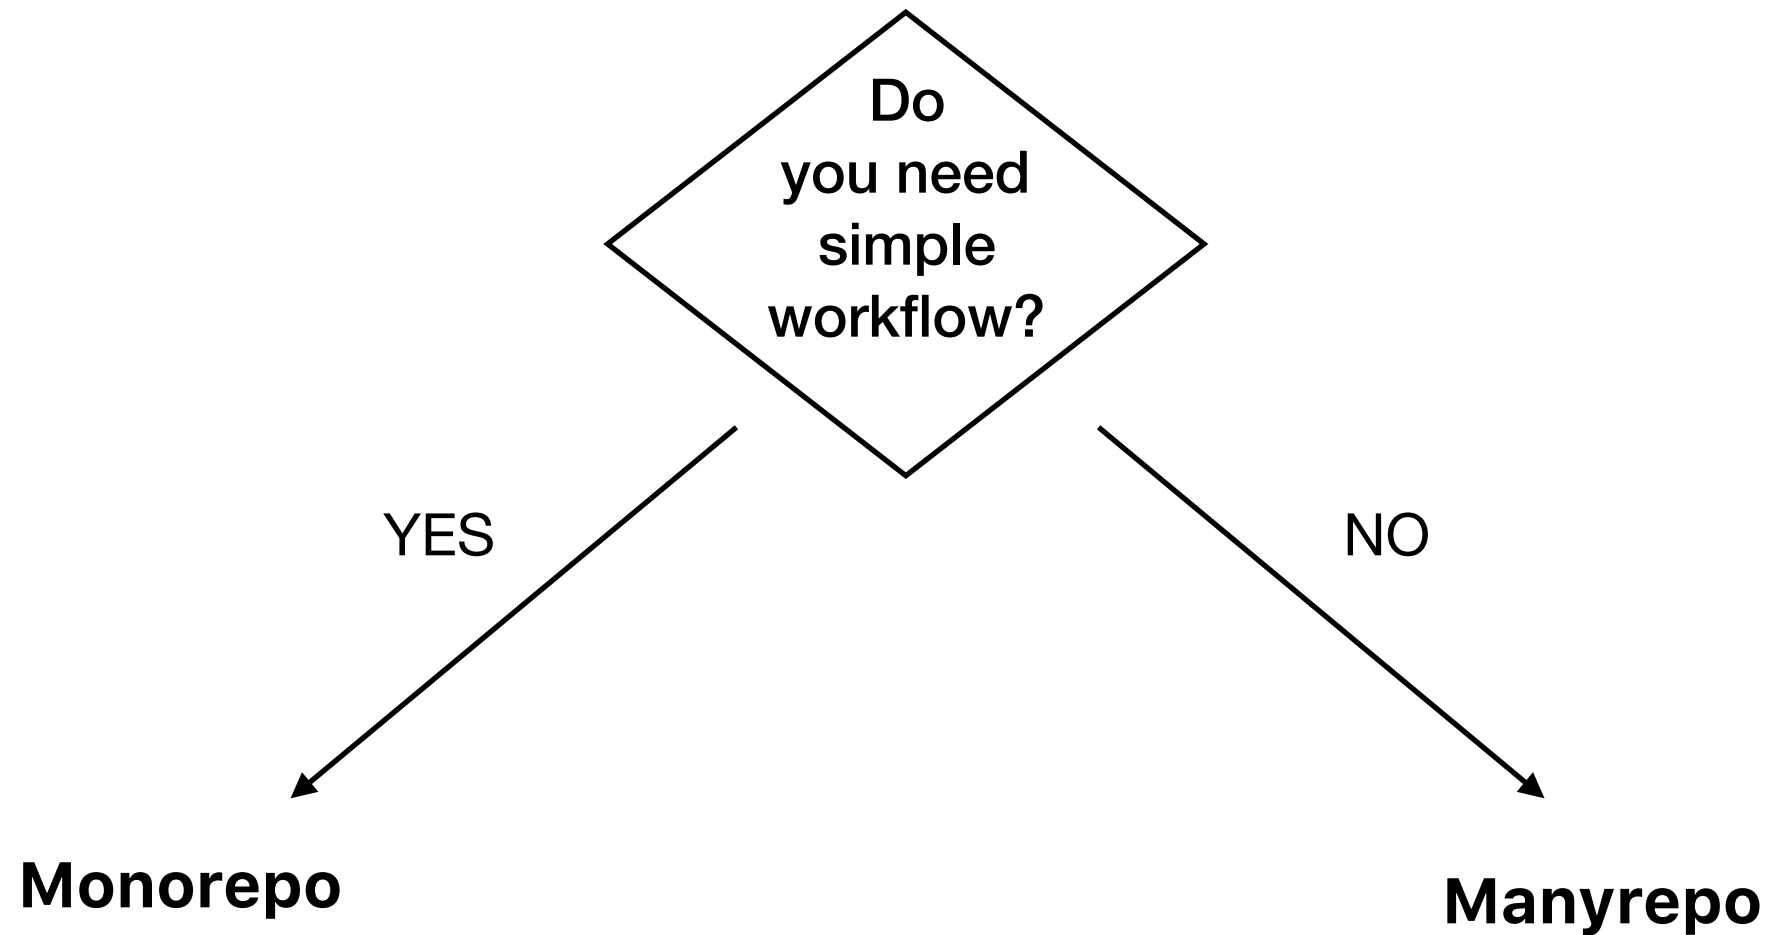 Do
you need
simple
workflow?
YES
NO
Monorepo
Manyrepo